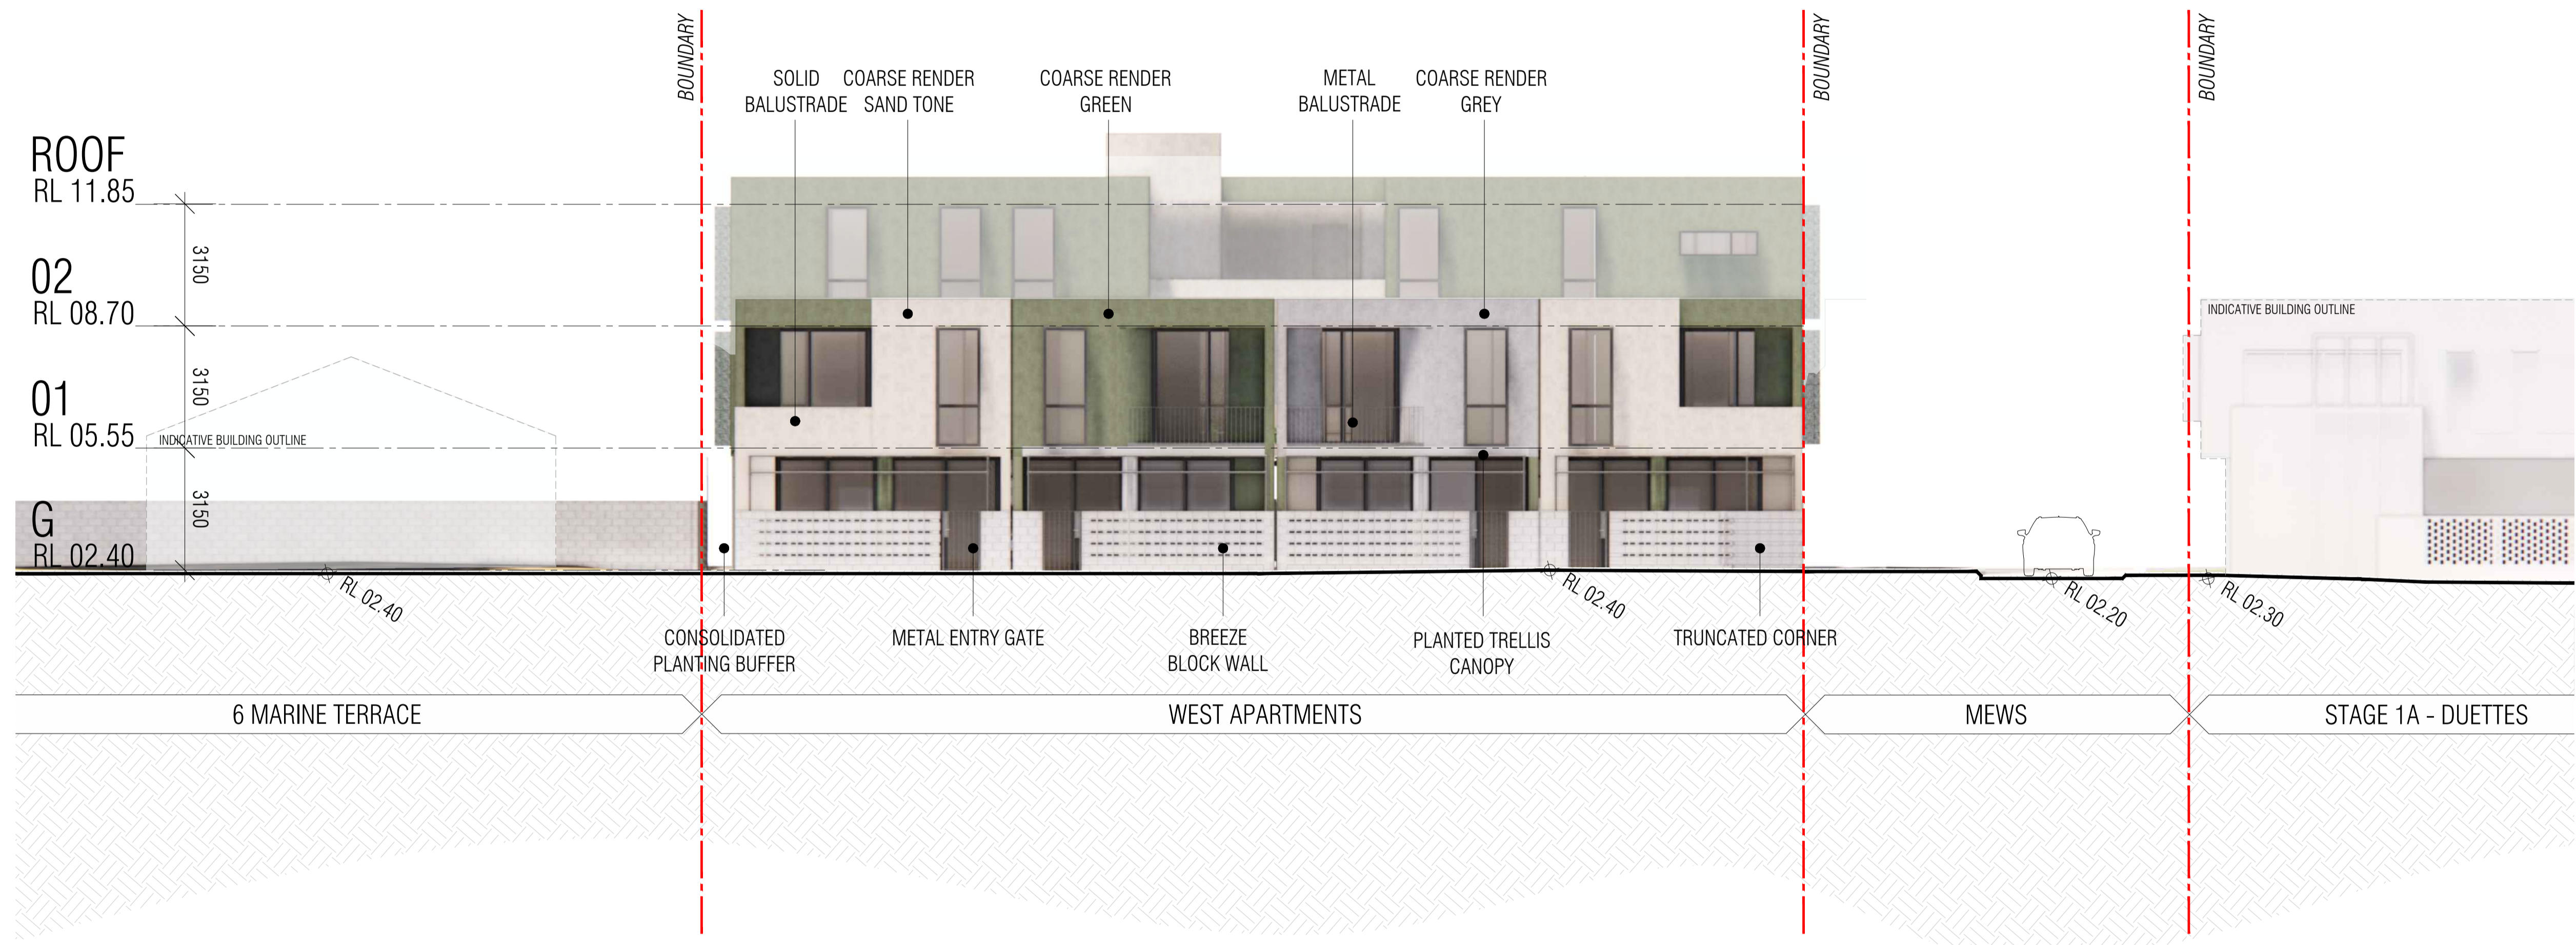 BOUNDARY
BOUNDARY
BOUNDARY
SOLID
BALUSTRADE
COARSE RENDER
SAND TONE
COARSE RENDER
GREEN
METAL
BALUSTRADE
COARSE RENDER
GREY
ROOF
RL 11.85
3150
02
RL 08.70
3150
01
RL 05.55
3150
G
RL 02.40
INDICATIVE BUILDING OUTLINE
INDICATIVE BUILDING OUTLINE
RL 02.40
RL 02.40
RL 02.20
RL 02.30
CONSOLIDATED
PLANTING BUFFER
METAL ENTRY GATE
BREEZE
BLOCK WALL
PLANTED TRELLIS
CANOPY
TRUNCATED CORNER
6 MARINE TERRACE
WEST APARTMENTS
MEWS
STAGE 1A - DUETTES